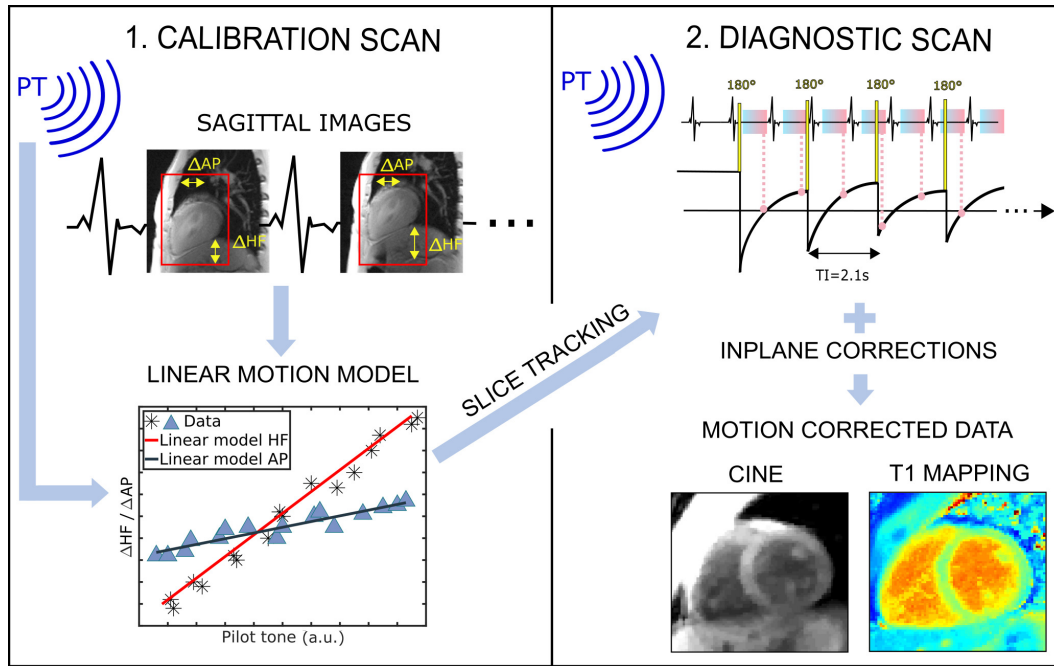 1. CALIBRATION SCAN
PT
SAGITTAL IMAGES
ΔAP
ΔHF
ΔAP
ΔHF
...
LINEAR MOTION MODEL
Data
Linear model HF
Linear model AP
ΔHF / ΔAP
Pilot tone (a.u.)
SLICE TRACKING
2. DIAGNOSTIC SCAN
PT
180° 180° 180° 180°
...
TI=2.1s
INPLANE CORRECTIONS
MOTION CORRECTED DATA
CINE
T1 MAPPING